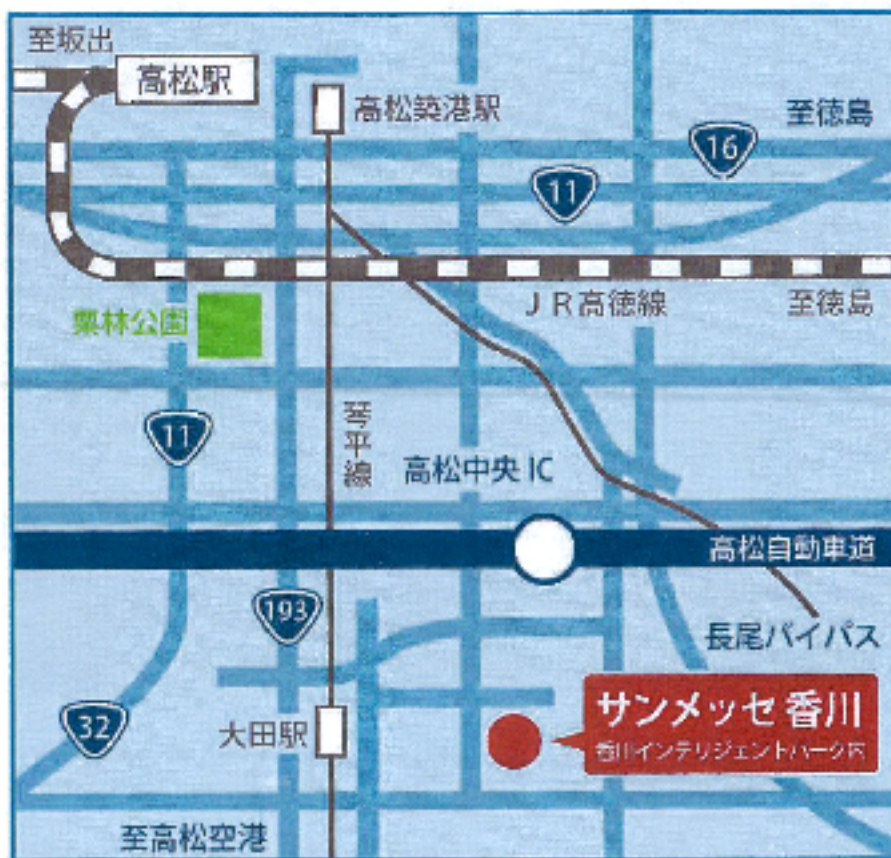 至坂出
高松駅
高松築港駅
至徳島
16
11
JR高徳線
至徳島
栗林公園
11
琴平線
高松中央IC
高松自動車道
193
長尾バイパス
サンメッセ香川
香川インテリジェントパーク内
32
大田駅
至高松空港